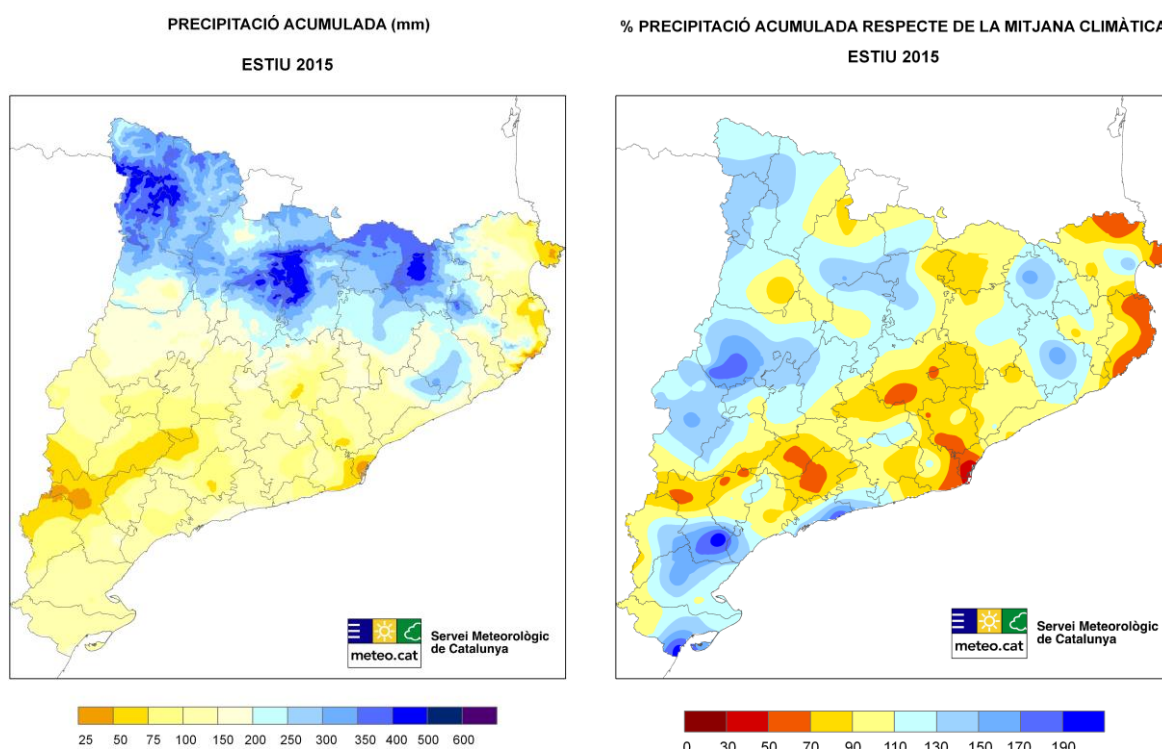 PRECIPITACIÓ ACUMULADA (mm)
ESTIU 2015
Servei Meteorològic
de Catalunya
meteo.cat
25 50 75 100 150 200 250 300 350 400 500 600
% PRECIPITACIÓ ACUMULADA RESPECTE DE LA MITJANA CLIMÀTICA
ESTIU 2015
Servei Meteorològic
de Catalunya
meteo.cat
0 30 50 70 90 110 130 150 170 190